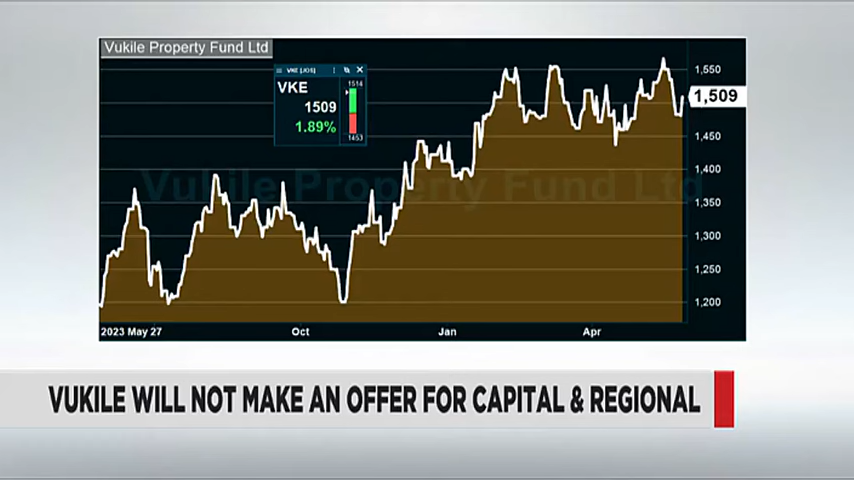 Vukile Property Fund Ltd
VKE [JOS]
VKE
1514
1509
1.89%
1453
1,550
1,509
1,450
1,400
1,350
1,300
1,250
1,200
Vukile Property Fund Ltd
2023 May 27 Oct Jan Apr
VUKILE WILL NOT MAKE AN OFFER FOR CAPITAL & REGIONAL